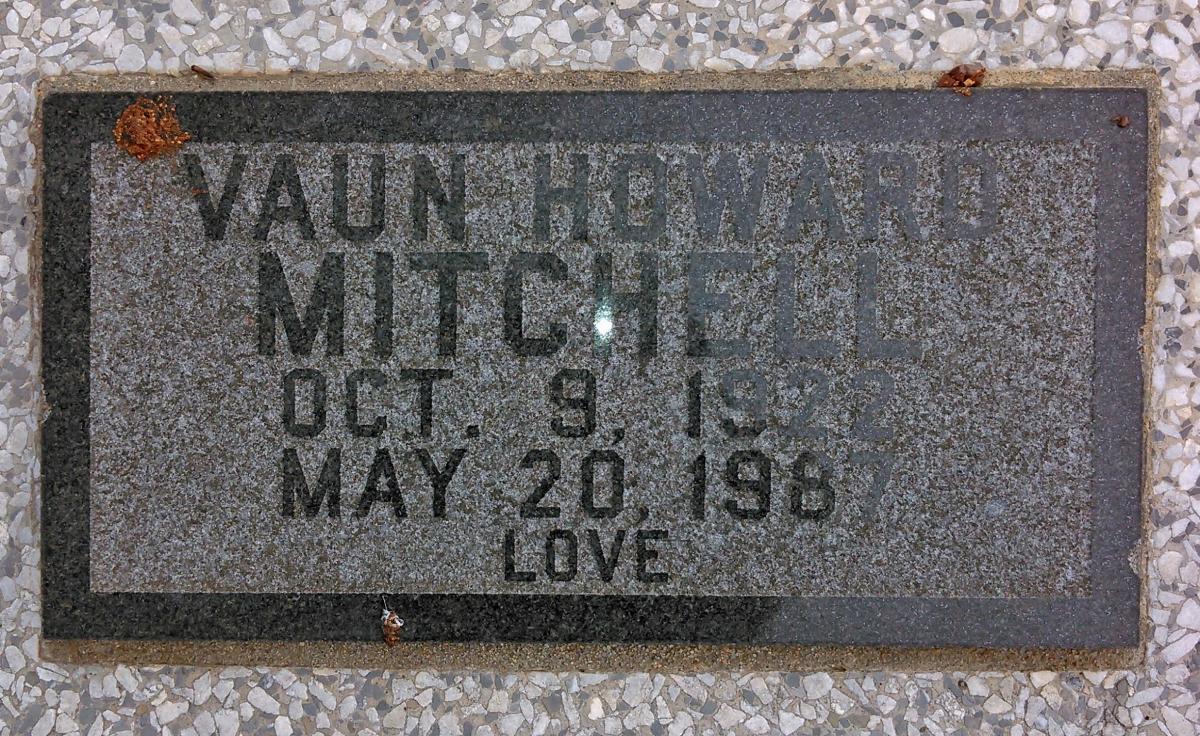 VAUN HOWARD
MITCHELL
OCT. 9, 1922
MAY 20, 1987
LOVE